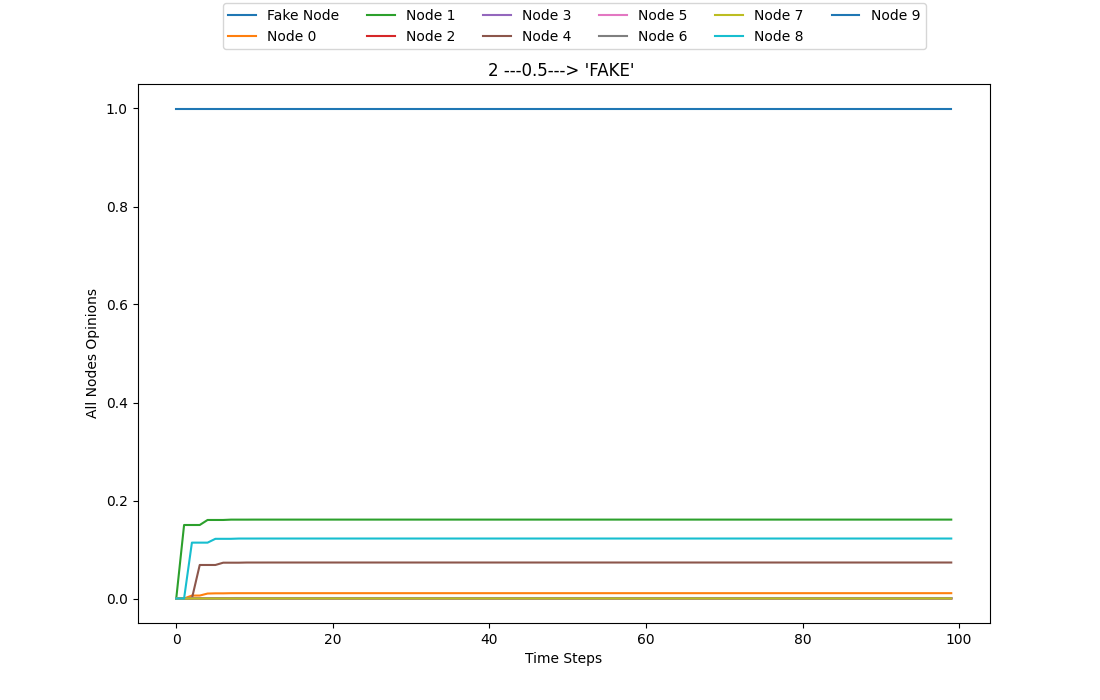 Fake Node Node 1 Node 3 Node 5 Node 7 Node 9
Node 0 Node 2 Node 4 Node 6 Node 8
2 ---0.5---> 'FAKE'
1.0
0.8
0.6
0.4
0.2
0.0
All Nodes Opinions
0 20 40 60 80 100
Time Steps